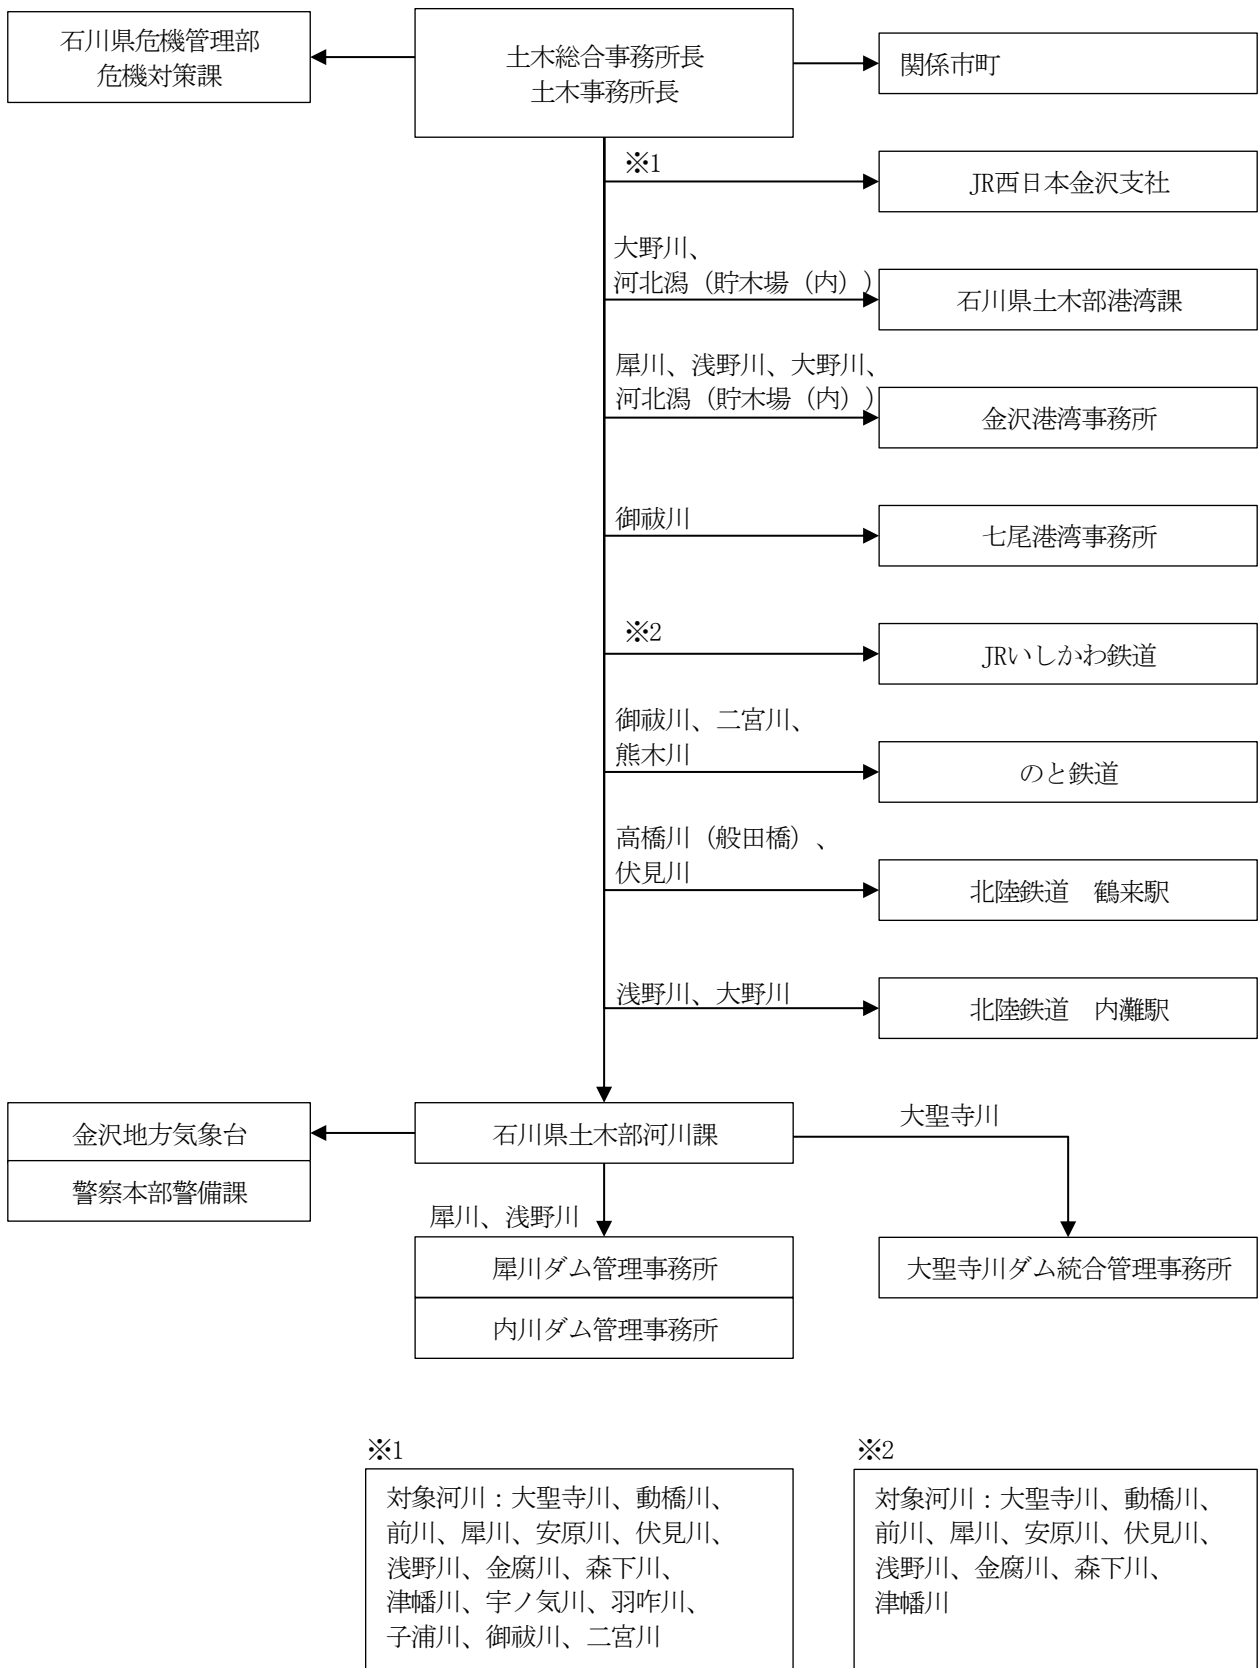 石川県危機管理部
危機対策課
土木総合事務所長
土木事務所長
関係市町
※1
JR西日本金沢支社
大野川、
河北潟（貯木場（内））
石川県土木部港湾課
犀川、浅野川、大野川、
河北潟（貯木場（内））
金沢港湾事務所
御祓川
七尾港湾事務所
※2
JRいしかわ鉄道
御祓川、二宮川、
熊木川
のと鉄道
高橋川（般田橋）、
伏見川
北陸鉄道　鶴来駅
浅野川、大野川
北陸鉄道　内灘駅
金沢地方気象台
警察本部警備課
石川県土木部河川課
大聖寺川
犀川、浅野川
犀川ダム管理事務所
内川ダム管理事務所
大聖寺川ダム統合管理事務所
※1
対象河川：大聖寺川、動橋川、
前川、犀川、安原川、伏見川、
浅野川、金腐川、森下川、
津幡川、宇ノ気川、羽咋川、
子浦川、御祓川、二宮川
※2
対象河川：大聖寺川、動橋川、
前川、犀川、安原川、伏見川、
浅野川、金腐川、森下川、
津幡川